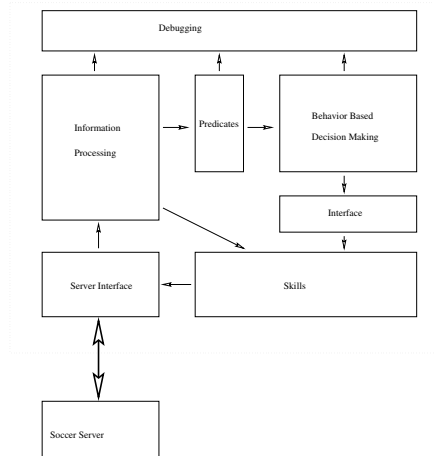 Debugging
Information
Processing
Predicates
Behavior Based
Decision Making
Interface
Server Interface
Skills
Soccer Server